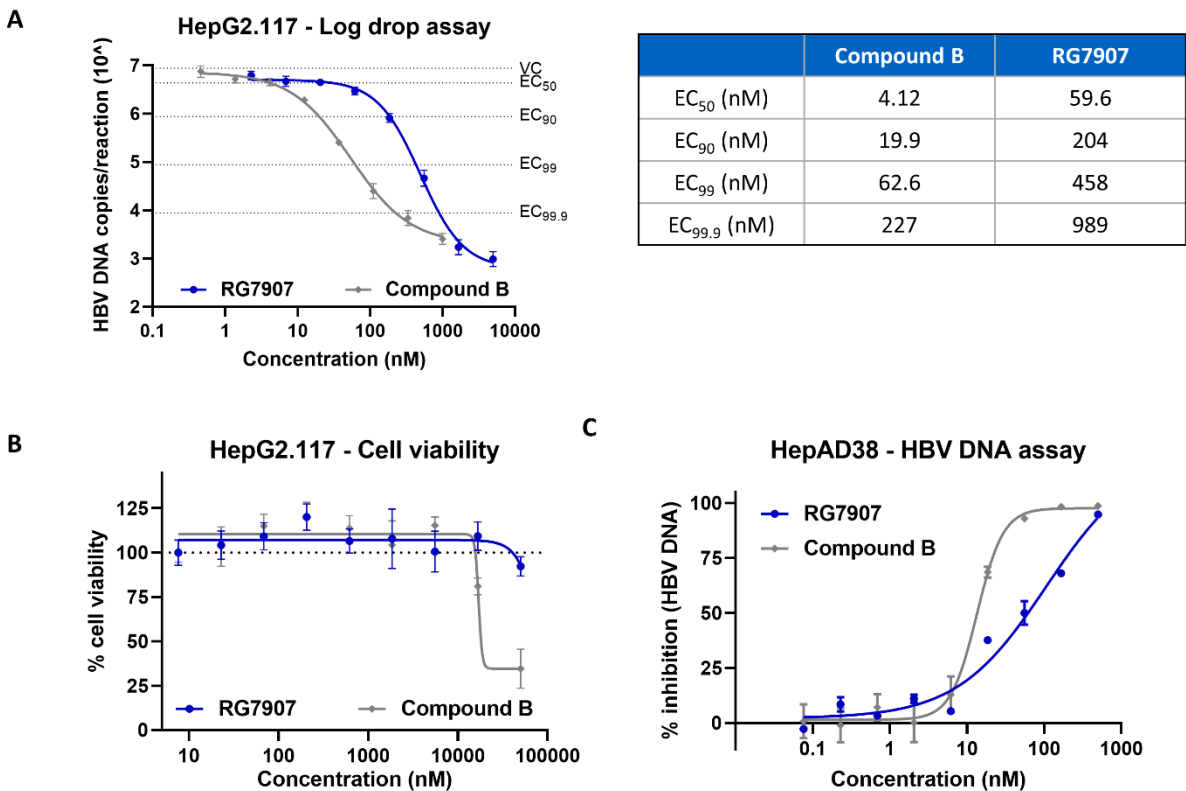 A
HepG2.117 - Log drop assay
HBV DNA copies/reaction (10^)
7
6
5
4
3
2
VC
EC50
EC90
EC99
EC99.9
RG7907
Compound B
0.1
1
10
100
1000
10000
Concentration (nM)
Compound B RG7907
EC50 (nM) 4.12 59.6
EC90 (nM) 19.9 204
EC99 (nM) 62.6 458
EC99.9 (nM) 227 989
B
HepG2.117 - Cell viability
% cell viability
125
100
75
50
25
0
RG7907
Compound B
10
100
1000
10000
100000
Concentration (nM)
C
HepAD38 - HBV DNA assay
% inhibition (HBV DNA)
100
75
50
25
0
RG7907
Compound B
0.1
1
10
100
1000
Concentration (nM)